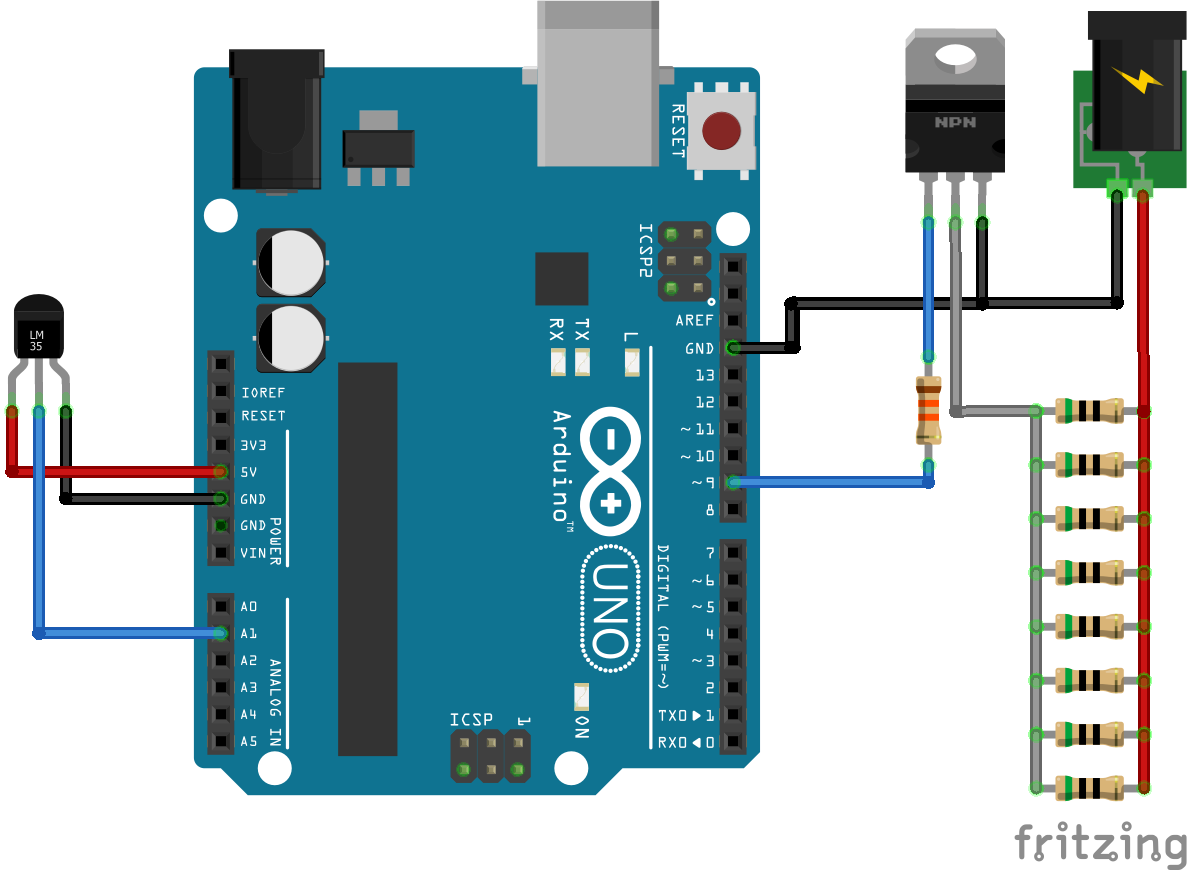 LM
35
IOREF
RESET
3V3
5V
GND
GND
VIN
POWER
A0
A1
A2
A3
A4
A5
ANALOG IN
ICSP
1
ON
RX
TX
L
Arduino™
UNO
RESET
ICSP2
AREF
GND
13
12
~11
~10
~9
8
7
~6
~5
4
~3
2
TX0▶1
RX0◀0
DIGITAL (PWM=~)
NPN
fritzing